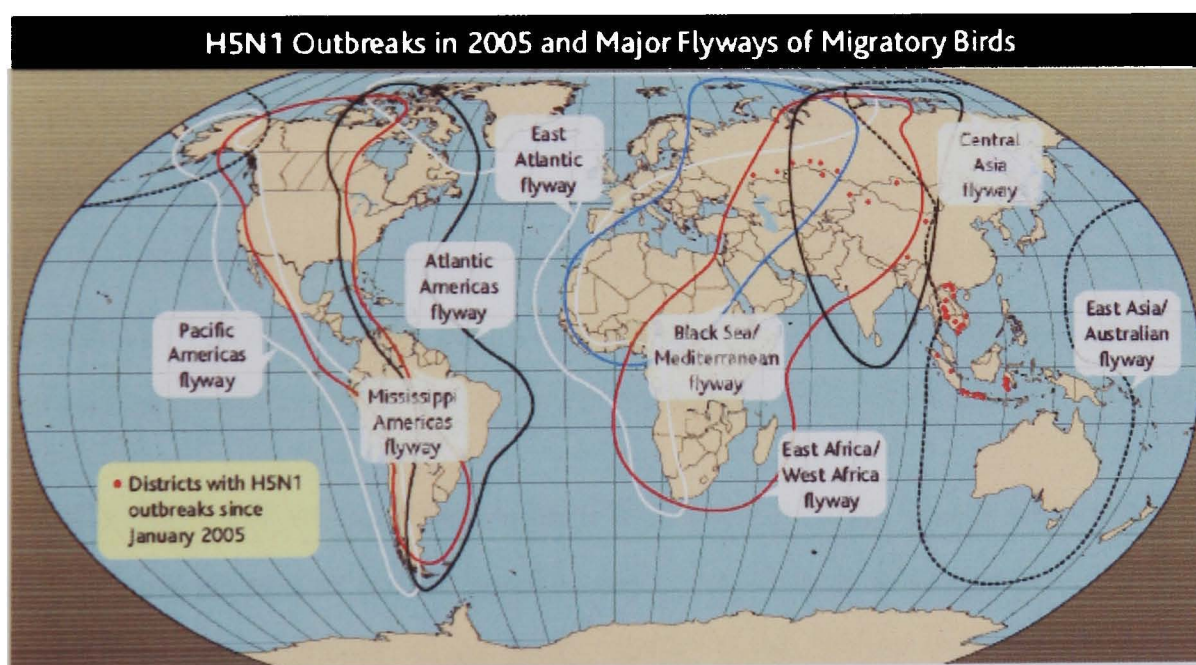 H5N1 Outbreaks in 2005 and Major Flyways of Migratory Birds
East
Atlantic
flyway
Central
Asia
flyway
Atlantic
Americas
flyway
Pacific
Americas
flyway
Black Sea/
Mediterranean
flyway
East Asia/
Australian
flyway
Mississippi
Americas
flyway
East Africa/
West Africa
flyway
• Districts with H5N1
outbreaks since
January 2005